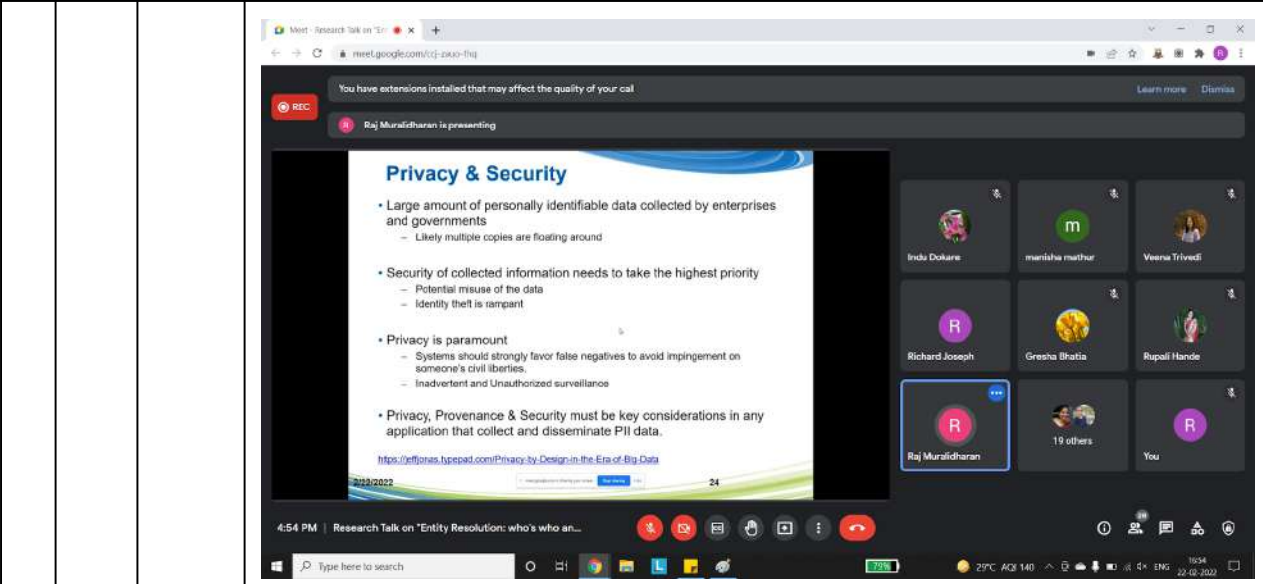 Meet - Research Talk on "En
meet.google.com/ccj-zwuo-thq
R
You have extensions installed that may affect the quality of your call
Learn more Dismiss
REC
R Raj Muralidharan is presenting
Privacy & Security
• Large amount of personally identifiable data collected by enterprises
and governments
– Likely multiple copies are floating around
• Security of collected information needs to take the highest priority
– Potential misuse of the data
– Identity theft is rampant
• Privacy is paramount
– Systems should strongly favor false negatives to avoid impingement on
someone's civil liberties.
– Inadvertent and Unauthorized surveillance
• Privacy, Provenance & Security must be key considerations in any
application that collect and disseminate PII data.
https://jeffjonas.typepad.com/Privacy-by-Design-in-the-Era-of-Big-Data
2/22/2022
24
m
Indu Dokare
manisha mathur
Veena Trivedi
R
Richard Joseph
Gresha Bhatia
Rupali Hande
R
R
Raj Muralidharan
19 others
You
4:54 PM | Research Talk on "Entity Resolution: who's who an...
Type here to search
L
79%
29°C AQI 140
ENG
16:54
22-02-2022